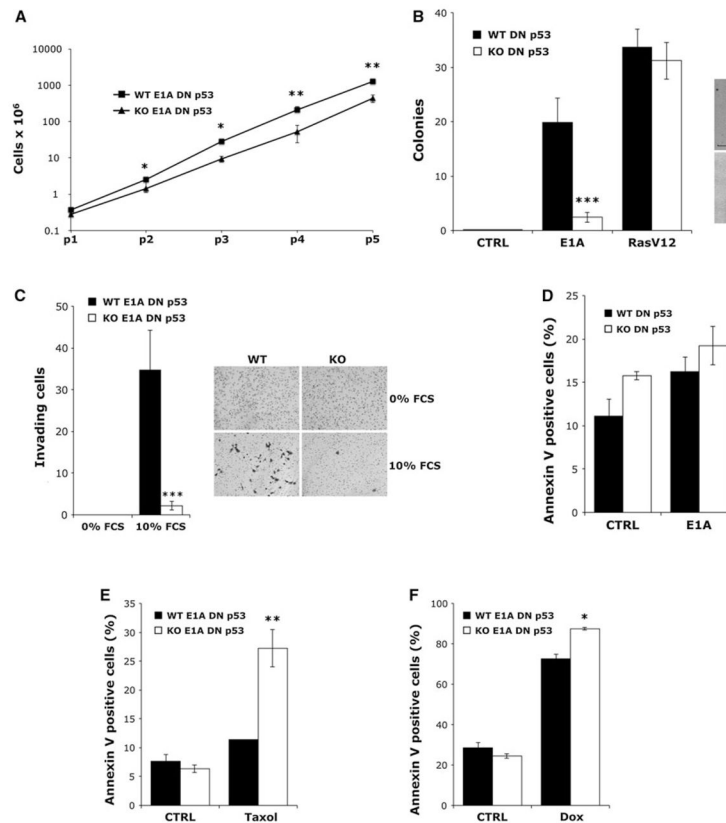 A
Cells x 10⁶
10000
1000
100
10
1
0.1
WT E1A DN p53
KO E1A DN p53
*
*
**
**
p1 p2 p3 p4 p5
B
Colonies
40
30
20
10
0
WT DN p53
KO DN p53
***
CTRL E1A RasV12
C
Invading cells
50
40
30
20
10
0
WT E1A DN p53
KO E1A DN p53
***
0% FCS 10% FCS
WT KO
0% FCS
10% FCS
D
Annexin V positive cells (%)
25
20
15
10
5
0
WT DN p53
KO DN p53
CTRL E1A
E
Annexin V positive cells (%)
35
30
25
20
15
10
5
0
WT E1A DN p53
KO E1A DN p53
**
CTRL Taxol
F
Annexin V positive cells (%)
100
80
60
40
20
0
WT E1A DN p53
KO E1A DN p53
*
CTRL Dox